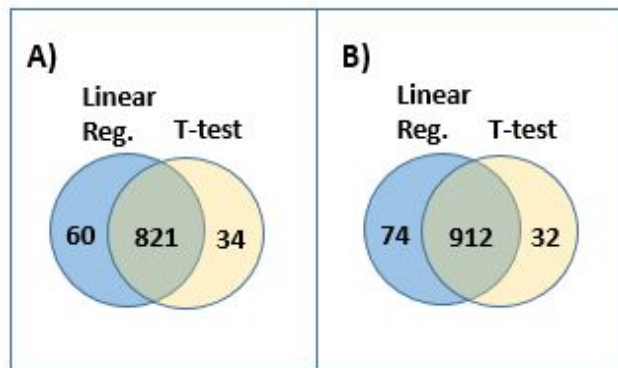 A)
Linear
Reg. T-test
60 821 34
B)
Linear
Reg. T-test
74 912 32